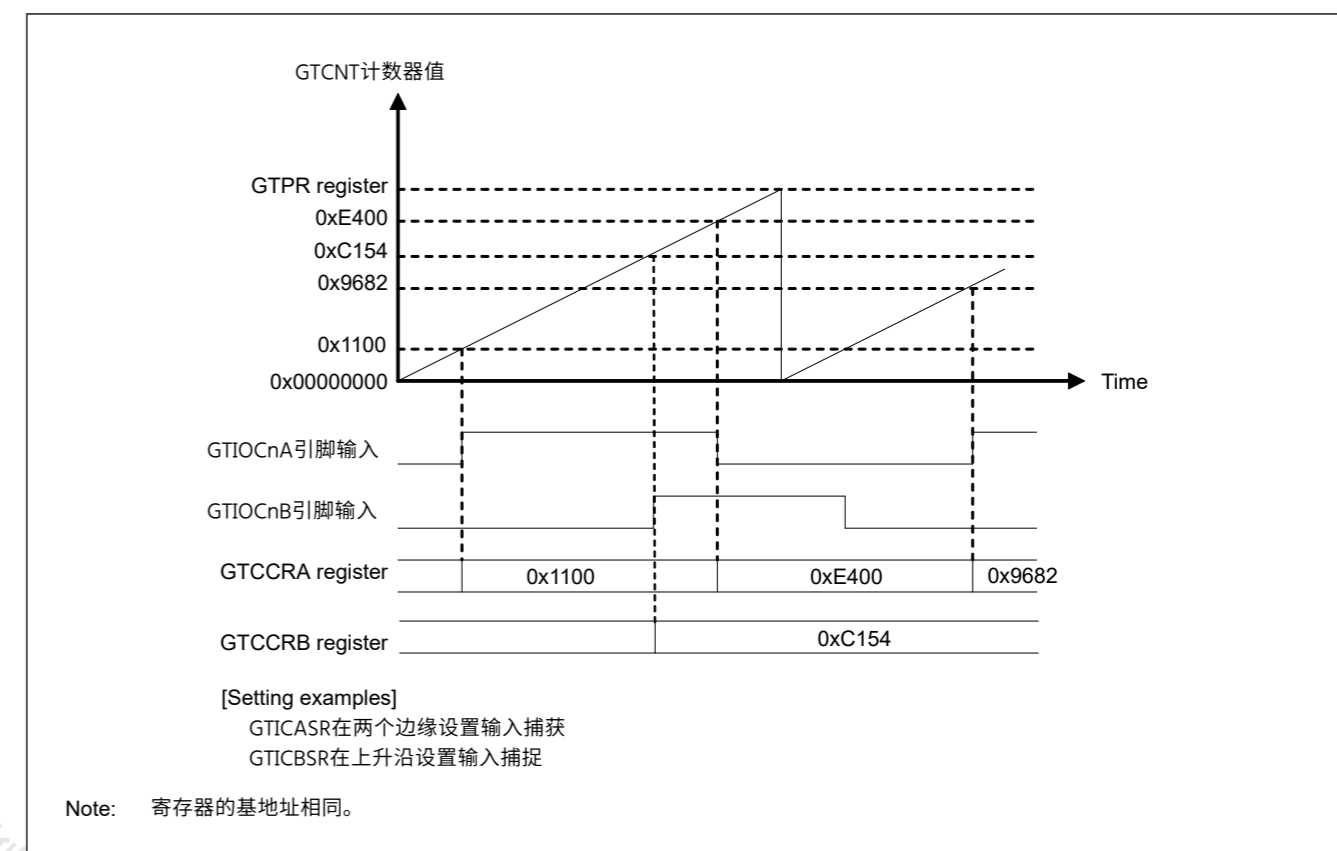 GTCNT计数器值
GTPR register
0xE400
0xC154
0x9682
0x1100
0x00000000
Time
GTIOCnA引脚输入
GTIOCnB引脚输入
GTCCRA register 0x1100 0xE400 0x9682
GTCCRB register 0xC154
[Setting examples]
GTICASR在两个边缘设置输入捕获
GTICBSR在上升沿设置输入捕捉
Note: 寄存器的基地址相同。